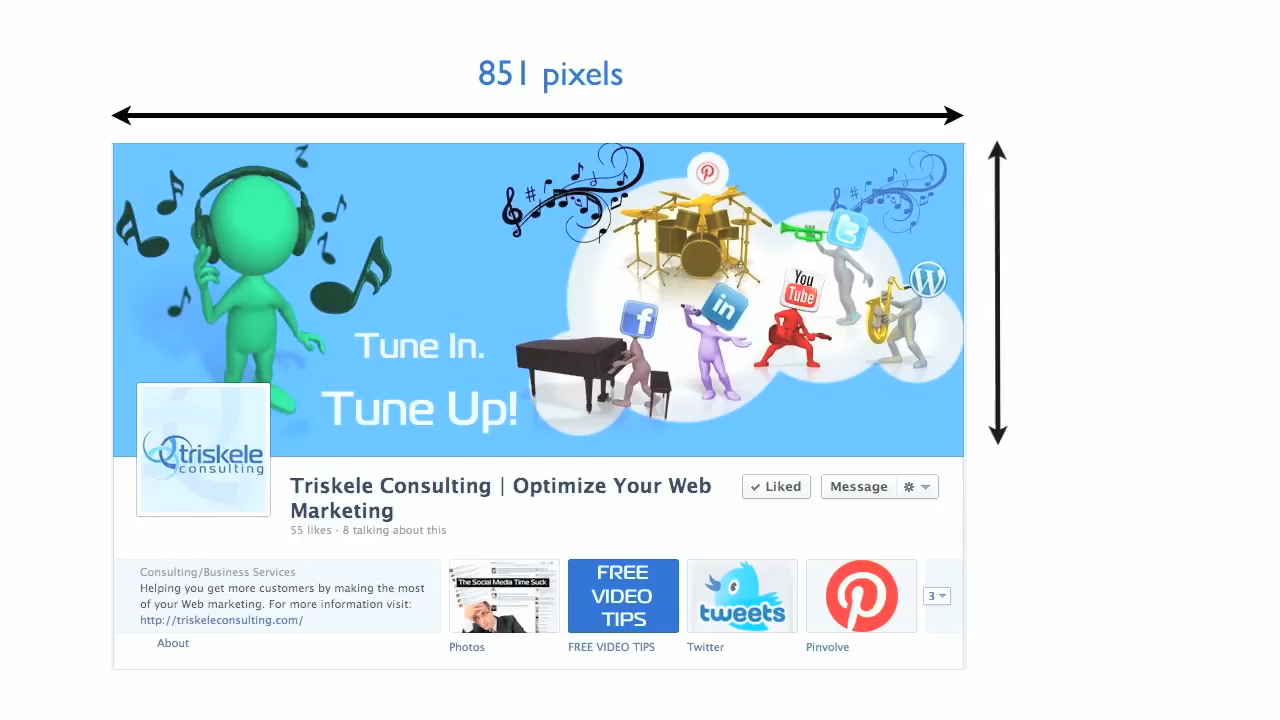 851 pixels
You
Tube
f
in
Tune In.
Tune Up!
triskele
consulting
Triskele Consulting | Optimize Your Web
Marketing
55 likes · 8 talking about this
Liked
Message
Consulting/Business Services
Helping you get more customers by making the most
of your Web marketing. For more information visit:
http://triskeleconsulting.com/
About
The Social Media Time Suck
Photos
FREE
VIDEO
TIPS
FREE VIDEO TIPS
tweets
Twitter
Pinvolve
3